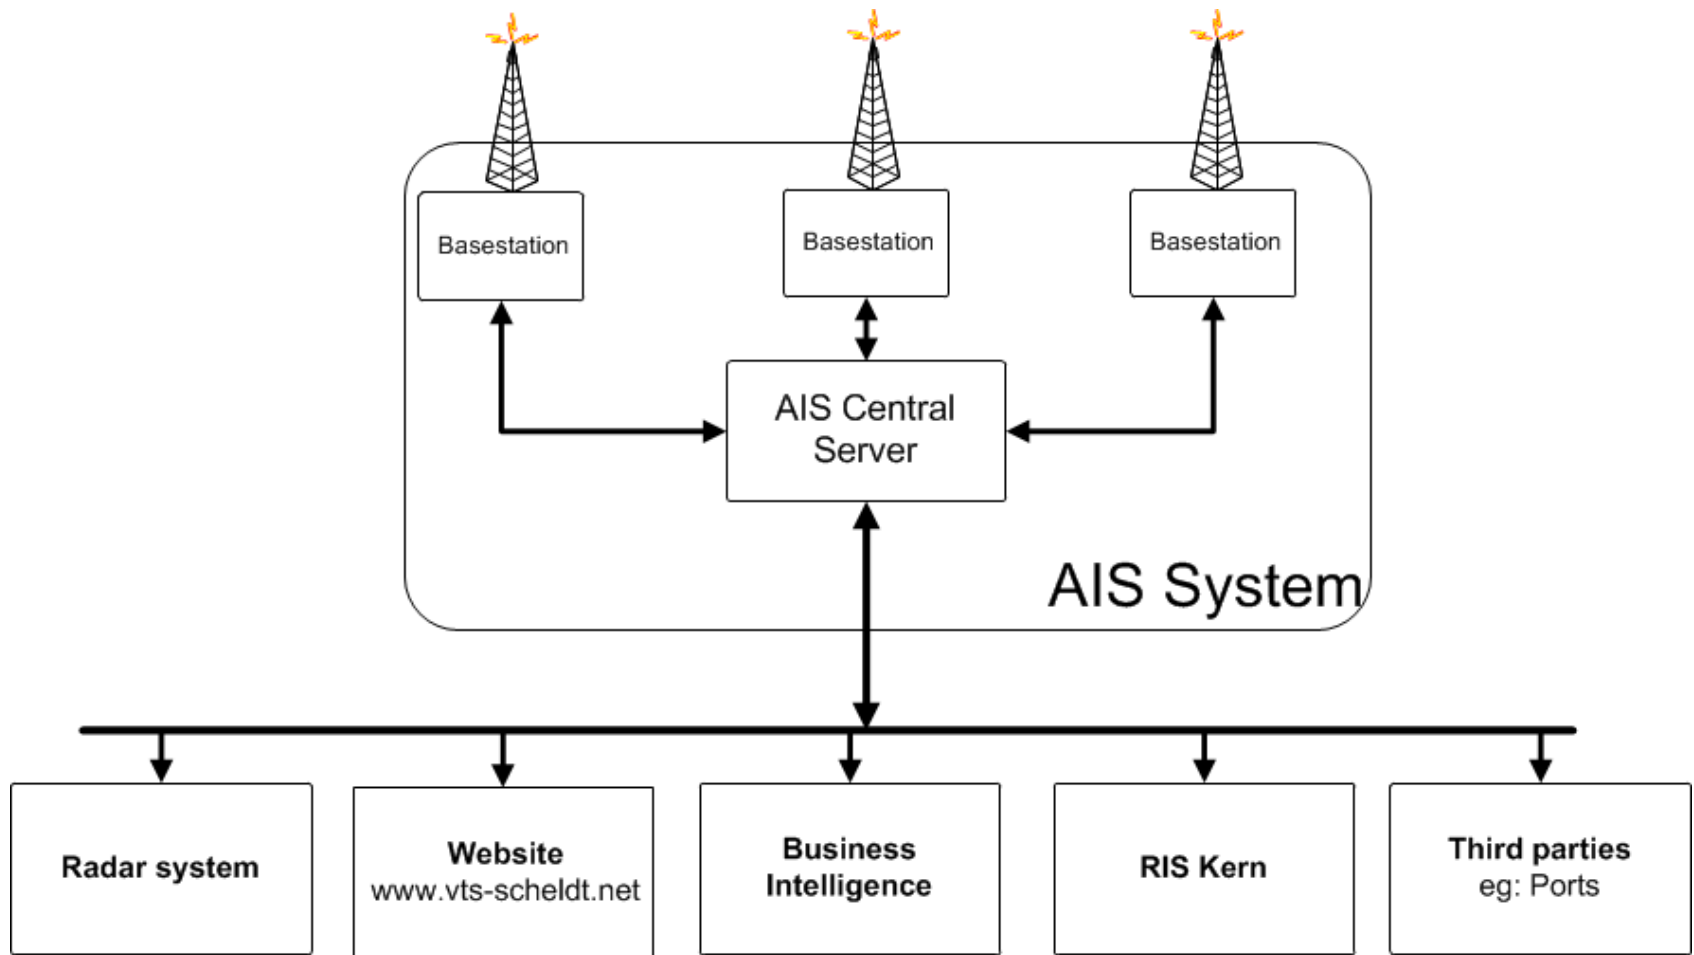 Basestation
Basestation
Basestation
AIS Central
Server
AIS System
Radar system
Website
www.vts-scheldt.net
Business
Intelligence
RIS Kern
Third parties
eg: Ports